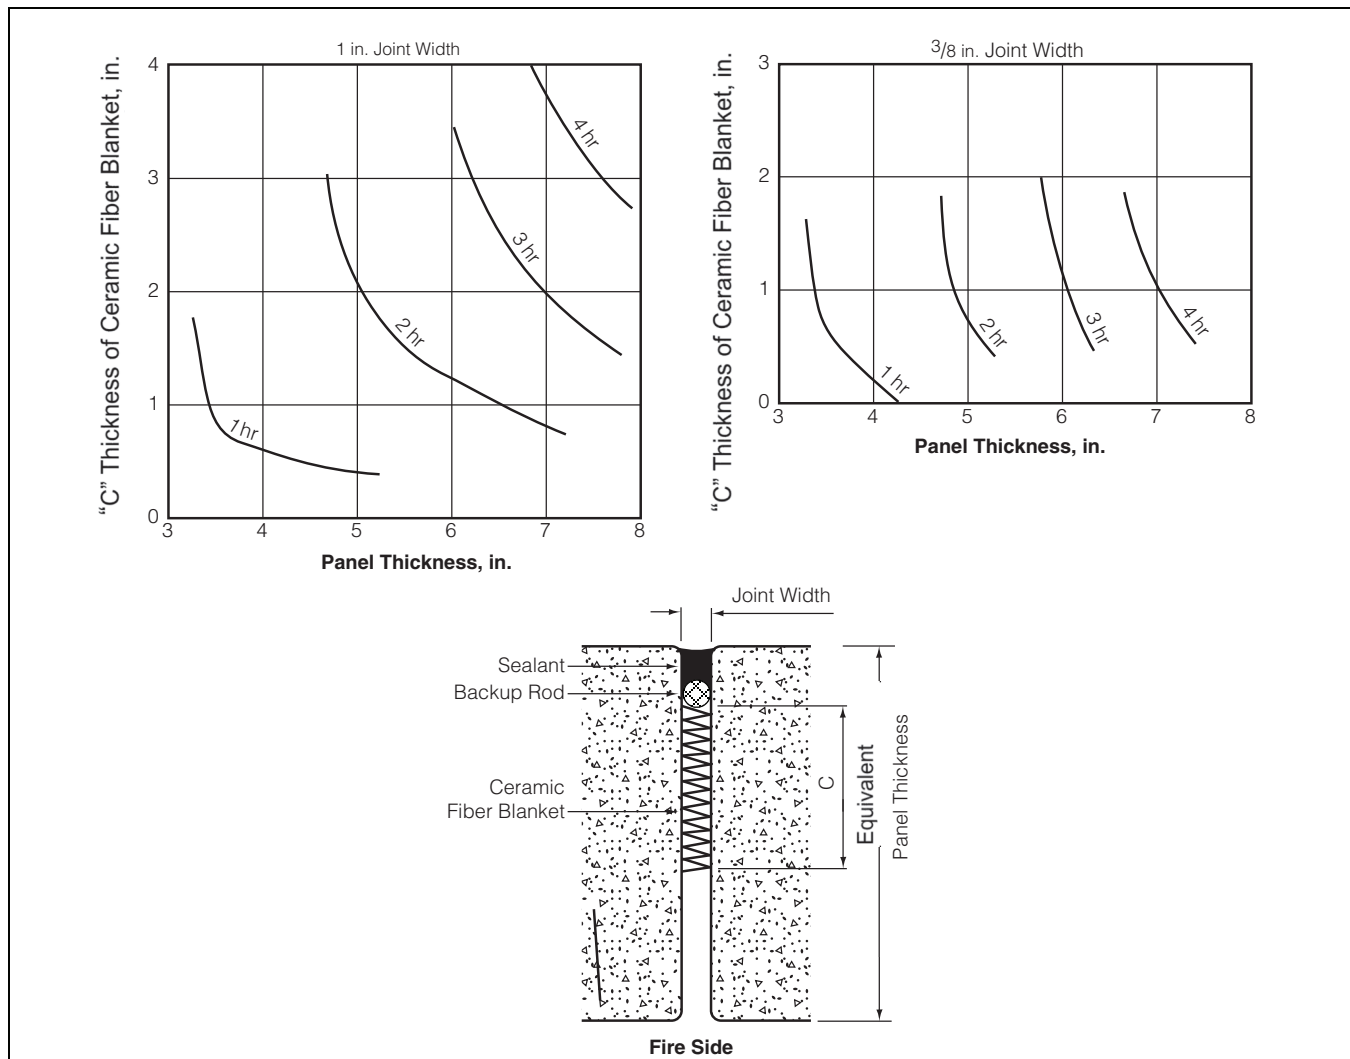 1 in. Joint Width
"C" Thickness of Ceramic Fiber Blanket, in.
4
3
2
1
0
3 4 5 6 7 8
1 hr
2 hr
3 hr
4 hr
Panel Thickness, in.
3/8 in. Joint Width
"C" Thickness of Ceramic Fiber Blanket, in.
3
2
1
0
3 4 5 6 7 8
1 hr
2 hr
3 hr
4 hr
Panel Thickness, in.
Joint Width
Sealant
Backup Rod
Ceramic
Fiber Blanket
C
Equivalent
Panel Thickness
Fire Side